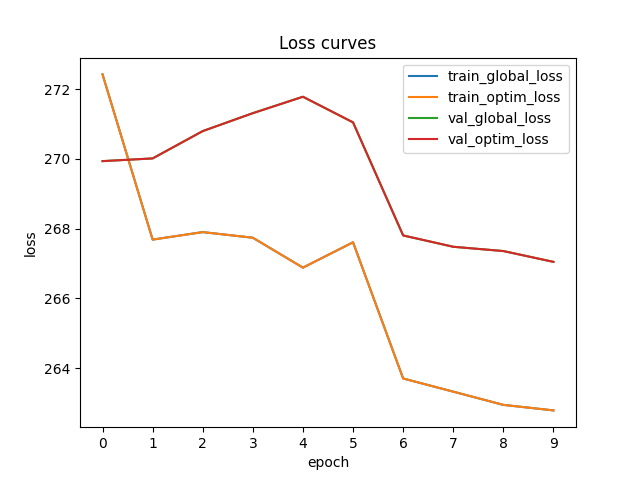 Loss curves
train_global_loss
train_optim_loss
val_global_loss
val_optim_loss
272
270
268
266
264
loss
0 1 2 3 4 5 6 7 8 9
epoch